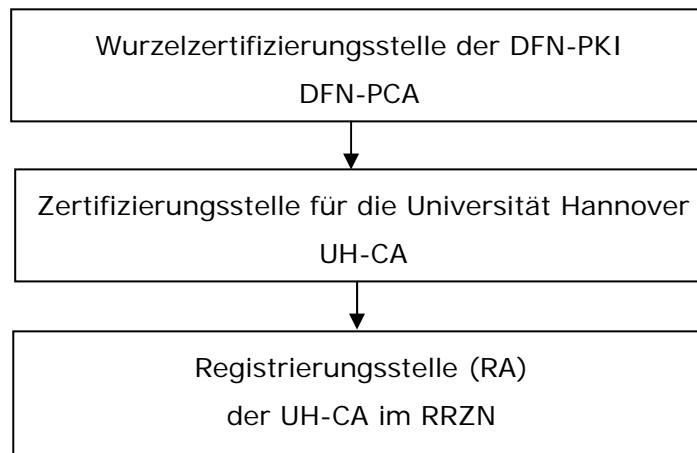 Wurzelzertifizierungsstelle der DFN-PKI
DFN-PCA
Zertifizierungsstelle für die Universität Hannover
UH-CA
Registrierungsstelle (RA)
der UH-CA im RRZN